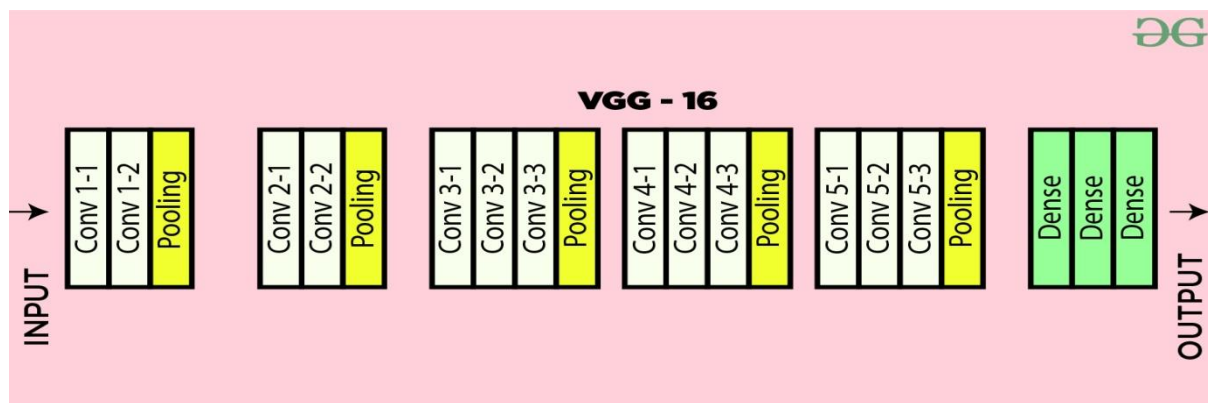 VGG - 16
INPUT
Conv 1-1
Conv 1-2
Pooling
Conv 2-1
Conv 2-2
Pooling
Conv 3-1
Conv 3-2
Conv 3-3
Pooling
Conv 4-1
Conv 4-2
Conv 4-3
Pooling
Conv 5-1
Conv 5-2
Conv 5-3
Pooling
Dense
Dense
Dense
OUTPUT